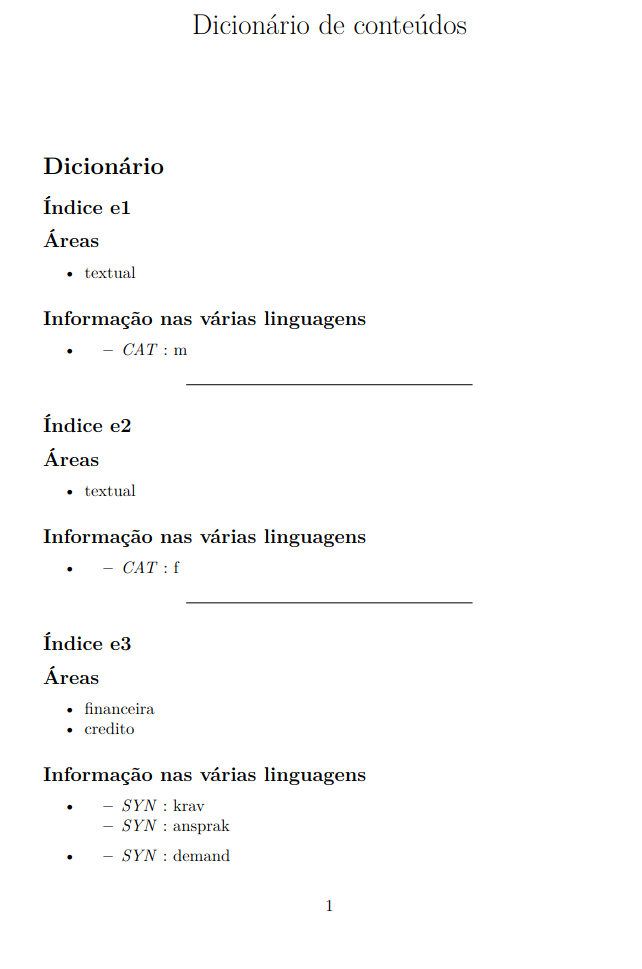 Dicionário de conteúdos
Dicionário
Índice e1
Áreas
• textual
Informação nas várias linguagens
• – CAT : m
Índice e2
Áreas
• textual
Informação nas várias linguagens
• – CAT : f
Índice e3
Áreas
• financeira
• credito
Informação nas várias linguagens
• – SYN : krav
– SYN : ansprak
• – SYN : demand
1